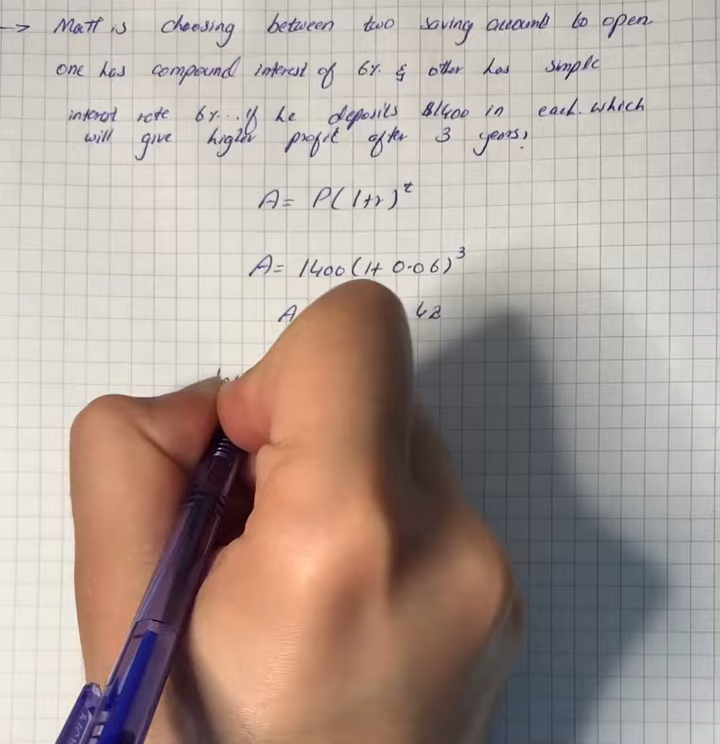 → Matt is choosing between two saving accounts to open
one has compound interest of 6%. & other has simple
interest rate 6%... if he deposits $1400 in each. which
will give higher profit after 3 years?
A = P(1+r)^t
A = 1400(1+0.06)^3
A 42